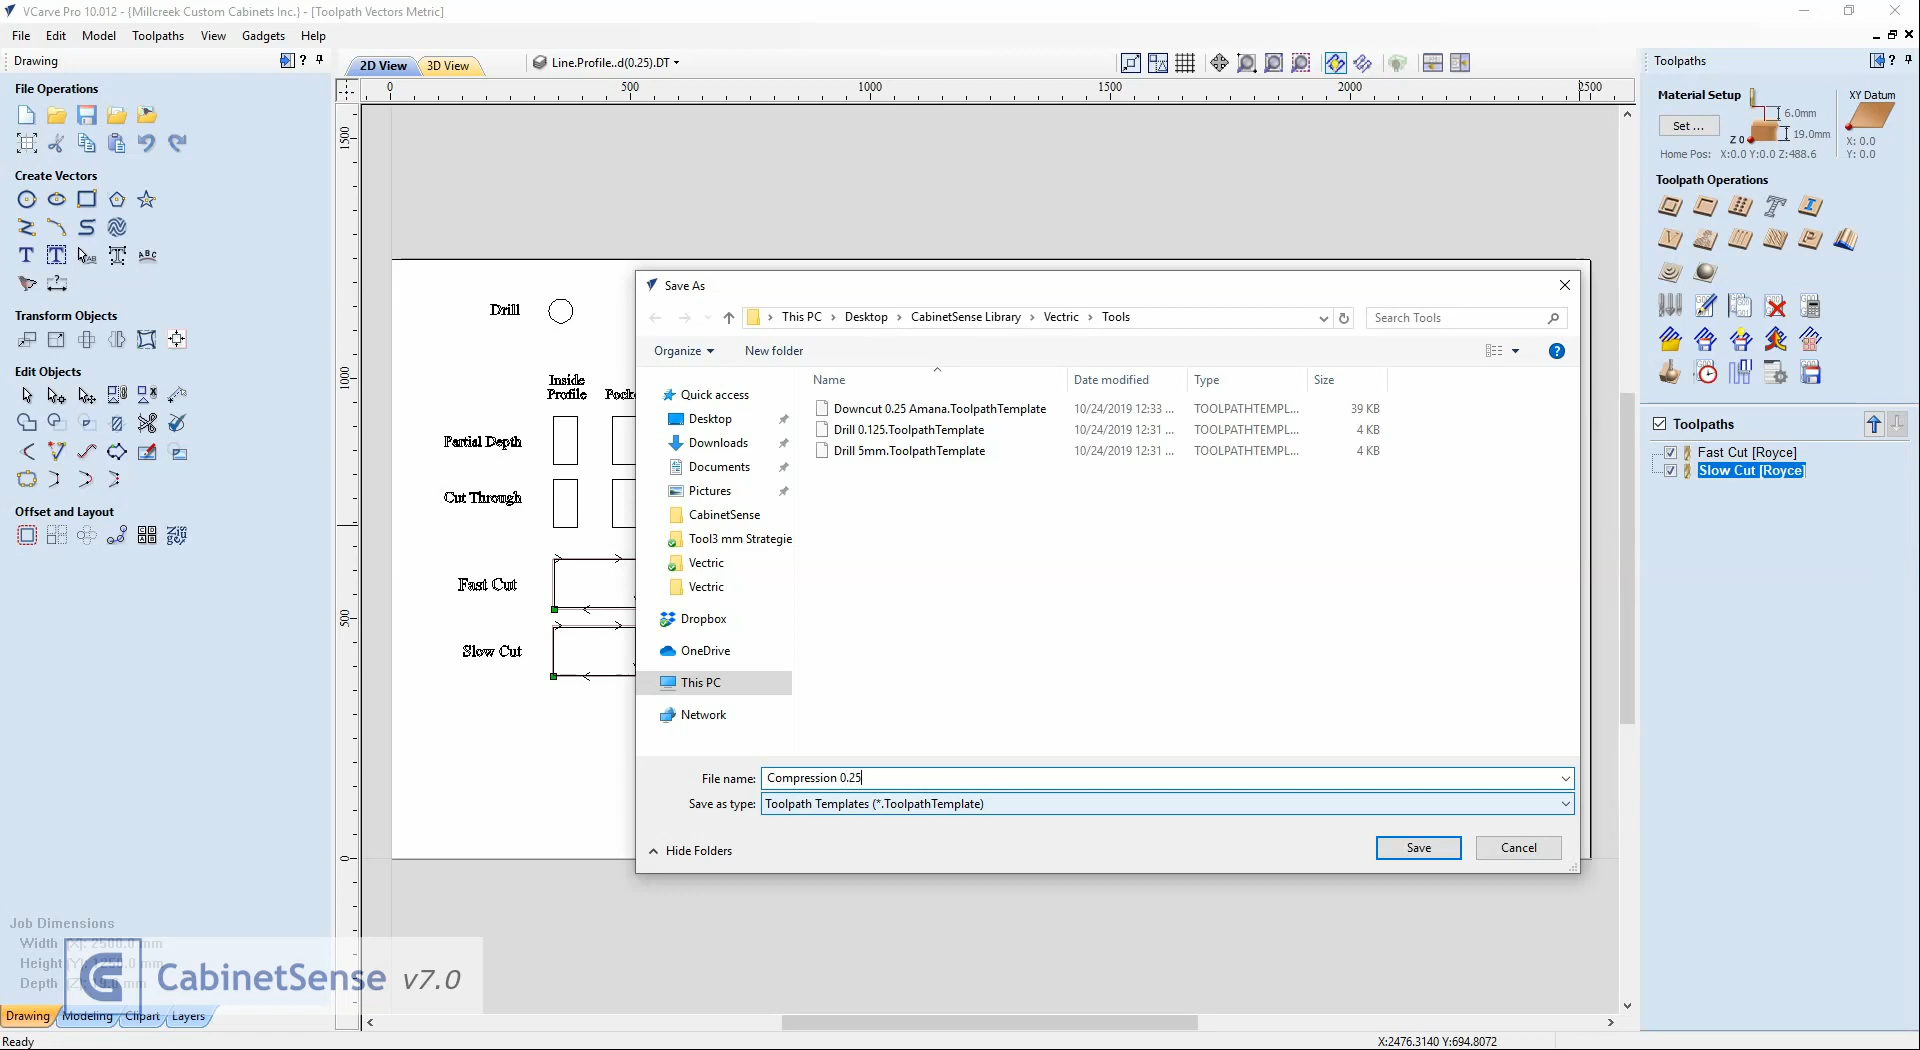 VCarve Pro 10.012 - {Millcreek Custom Cabinets Inc.} - [Toolpath Vectors Metric]
File Edit Model Toolpaths View Gadgets Help
Drawing
File Operations
Create Vectors
Transform Objects
Edit Objects
Offset and Layout
Job Dimensions
Width (X): 2500.0 mm
Height
Depth
CabinetSense v7.0
Drawing Modeling Clipart Layers
Ready
2D View 3D View
Line.Profile..d(0.25).DT
0 500 1000 1500 2000 2500
1500
1000
500
0
Drill
Inside
Profile
Partial Depth
Cut Through
Fast Cut
Slow Cut
Save As
This PC > Desktop > CabinetSense Library > Vectric > Tools
Search Tools
Organize New folder
Name Date modified Type Size
Downcut 0.25 Amana.ToolpathTemplate 10/24/2019 12:33 ... TOOLPATHTEMPL... 39 KB
Drill 0.125.ToolpathTemplate 10/24/2019 12:31 ... TOOLPATHTEMPL... 4 KB
Drill 5mm.ToolpathTemplate 10/24/2019 12:31 ... TOOLPATHTEMPL... 4 KB
Quick access
Desktop
Downloads
Documents
Pictures
CabinetSense
Tool3 mm Strategie
Vectric
Vectric
Dropbox
OneDrive
This PC
Network
File name: Compression 0.25
Save as type: Toolpath Templates (*.ToolpathTemplate)
Hide Folders
Save Cancel
Toolpaths
Material Setup
Set ...
6.0mm
Z 0
19.0mm
XY Datum
X: 0.0
Y: 0.0
Home Pos: X:0.0 Y:0.0 Z:488.6
Toolpath Operations
Toolpaths
Fast Cut [Royce]
Slow Cut [Royce]
X:2476.3140 Y:694.8072